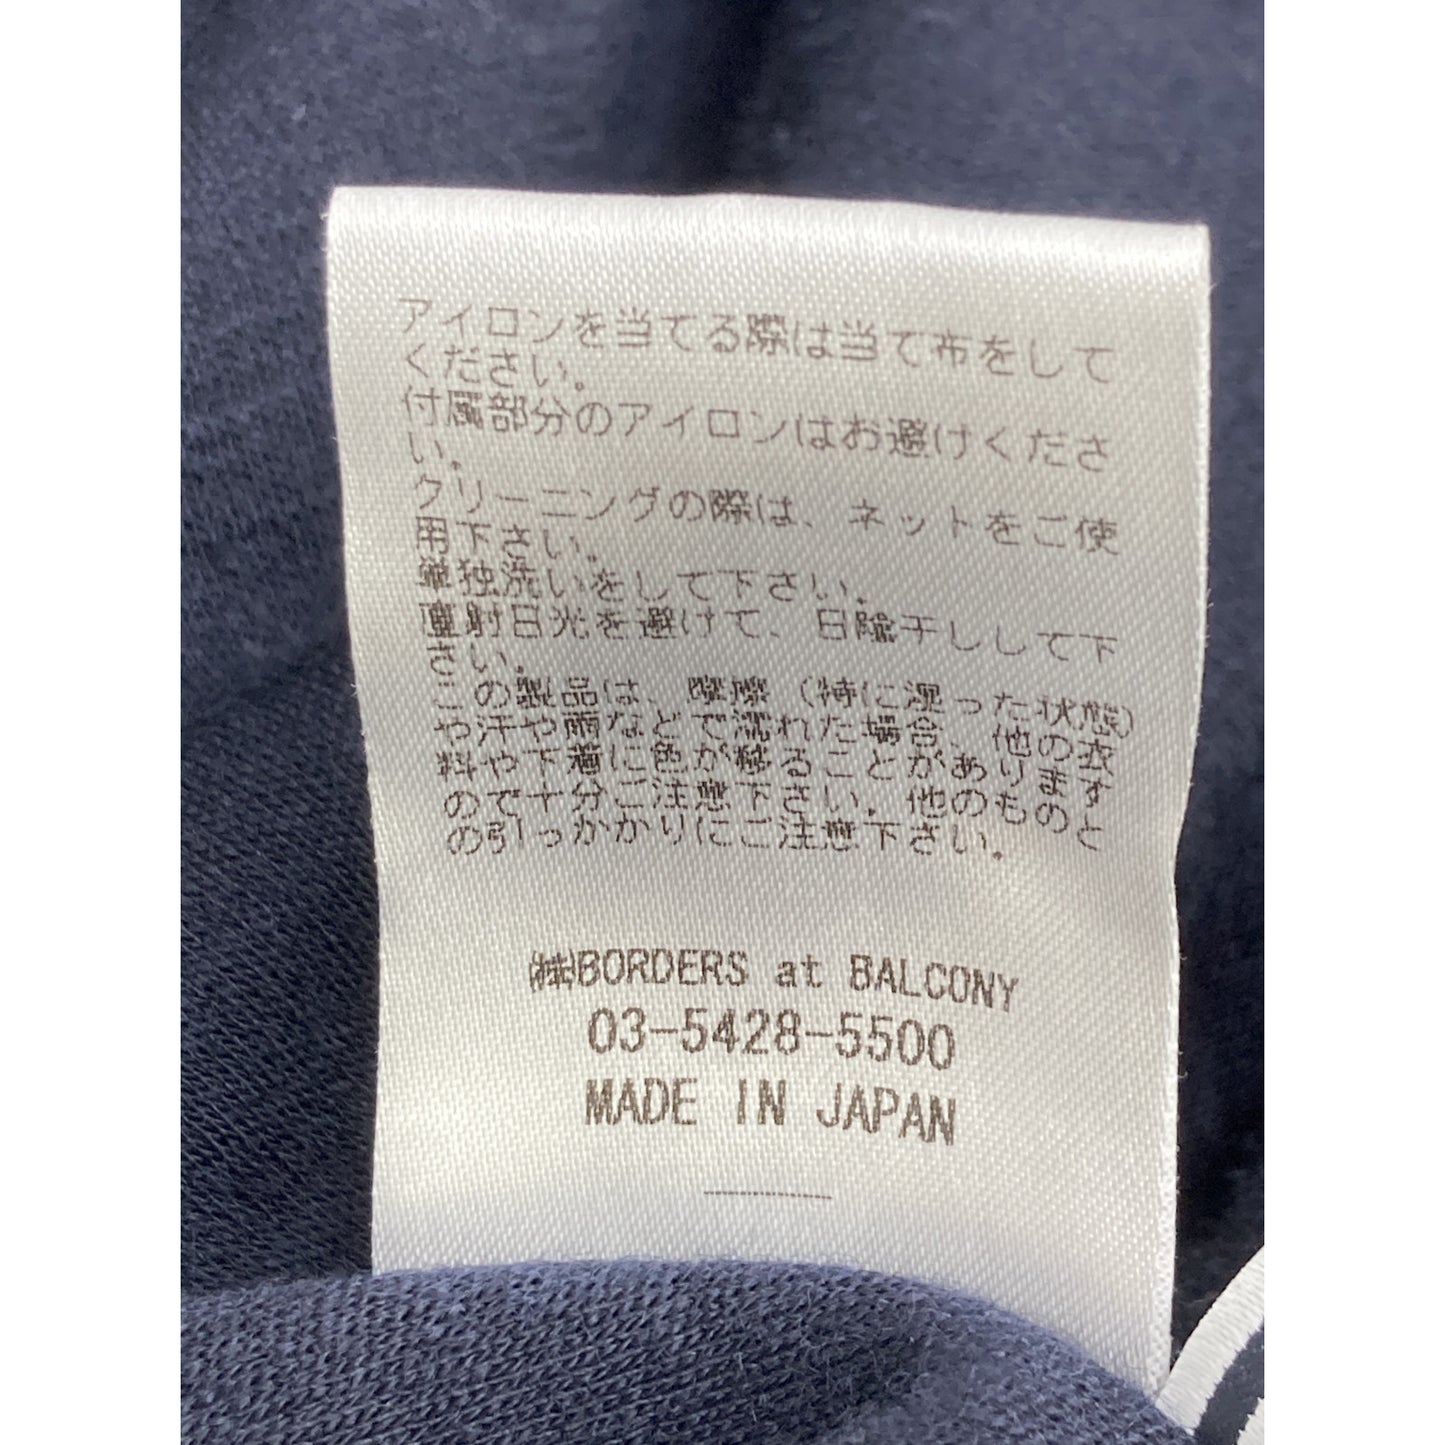 アイロンを当てる際は当て布をして
ください。
付属部分のアイロンはお避けくださ
い。
クリーニングの際は、ネットをご使
用下さい。
単独洗いをして下さい。
直射日光を避けて、日陰干しして下
さい。
この製品は、摩擦（特に湿った状態）
や汗や雨などで濡れた場合、他の衣
料や下着に色が移ることがあります
ので十分ご注意下さい。他のものと
の引っかかりにご注意下さい。
㈱BORDERS at BALCONY
03-5428-5500
MADE IN JAPAN